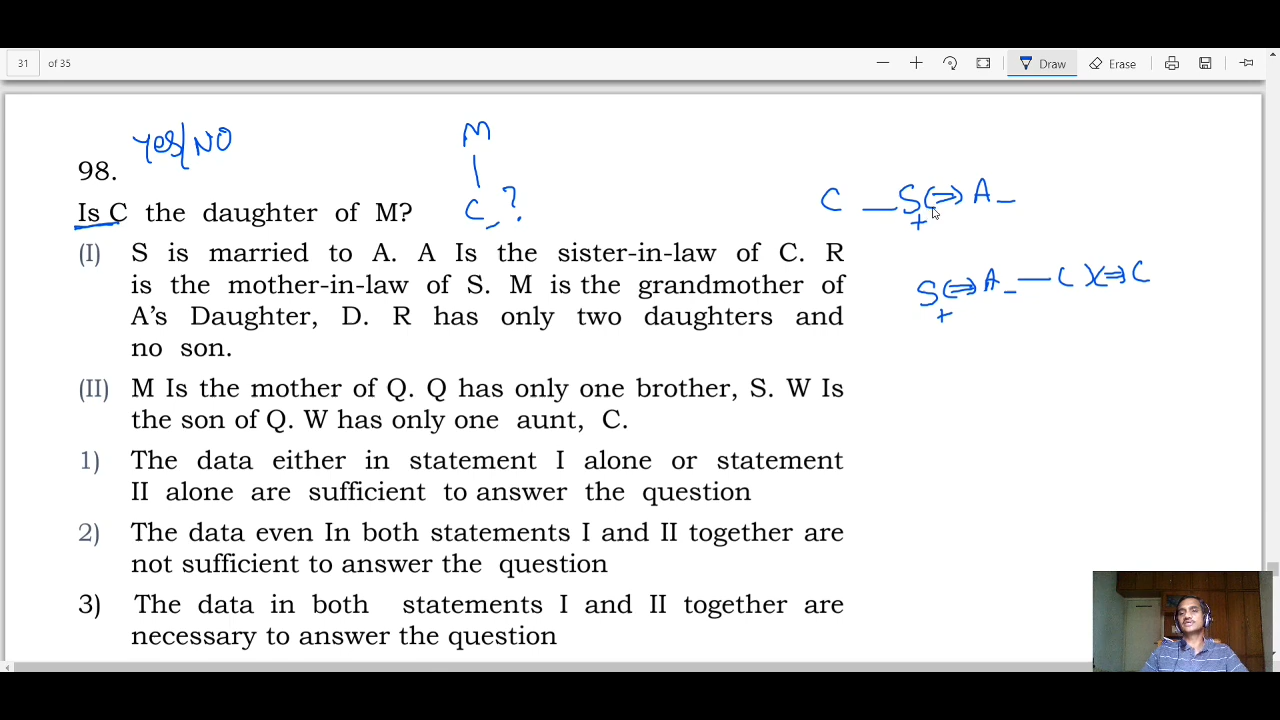 31 of 35 Draw Erase
Yes/NO M
98.
Is C the daughter of M? C_ ? C — S ⇔ A _
+
(I) S is married to A. A Is the sister-in-law of C. R
is the mother-in-law of S. M is the grandmother of
A's Daughter, D. R has only two daughters and
no son.
S ⇔ A _ — ( ) ⇔ C
+
(II) M Is the mother of Q. Q has only one brother, S. W Is
the son of Q. W has only one aunt, C.
1) The data either in statement I alone or statement
II alone are sufficient to answer the question
2) The data even In both statements I and II together are
not sufficient to answer the question
3) The data in both statements I and II together are
necessary to answer the question